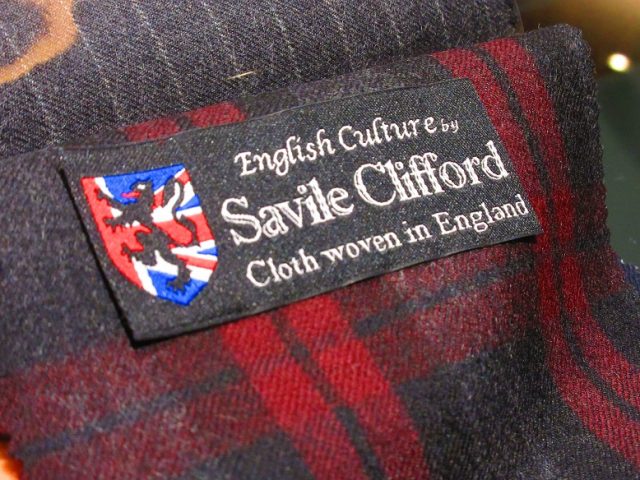 English Culture by
Savile Clifford
Cloth woven in England